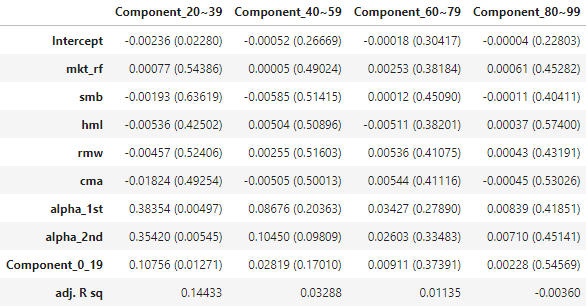 Component_20~39 Component_40~59 Component_60~79 Component_80~99
Intercept -0.00236 (0.02280) -0.00052 (0.26669) -0.00018 (0.30417) -0.00004 (0.22803)
mkt_rf 0.00077 (0.54386) 0.00005 (0.49024) 0.00253 (0.38184) 0.00061 (0.45282)
smb -0.00193 (0.63619) -0.00585 (0.51415) 0.00012 (0.45090) -0.00011 (0.40411)
hml -0.00536 (0.42502) 0.00504 (0.50896) -0.00511 (0.38201) 0.00037 (0.57400)
rmw -0.00457 (0.52406) 0.00255 (0.51603) 0.00536 (0.41075) 0.00043 (0.43191)
cma -0.01824 (0.49254) -0.00505 (0.50013) 0.00544 (0.41116) -0.00045 (0.53026)
alpha_1st 0.38354 (0.00497) 0.08676 (0.20363) 0.03427 (0.27890) 0.00839 (0.41851)
alpha_2nd 0.35420 (0.00545) 0.10450 (0.09809) 0.02603 (0.33483) 0.00710 (0.45141)
Component_0_19 0.10756 (0.01271) 0.02819 (0.17010) 0.00911 (0.37391) 0.00228 (0.54569)
adj. R sq 0.14433 0.03288 0.01135 -0.00360